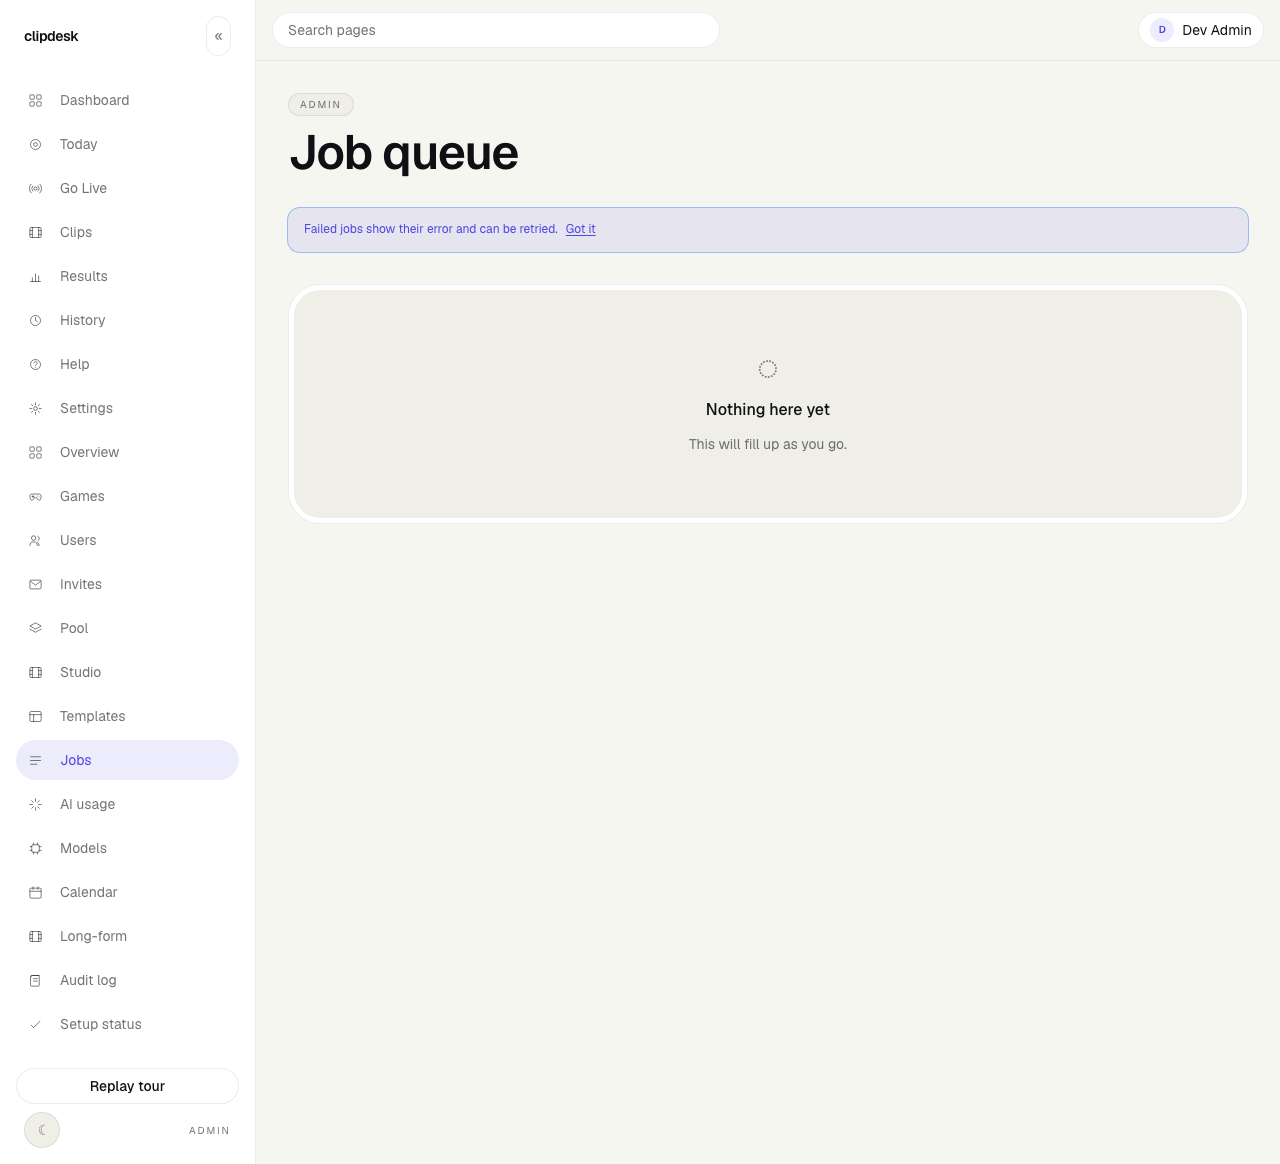 clipdesk
«
Search pages
D
Dev Admin
Dashboard
Today
Go Live
Clips
Results
History
Help
Settings
Overview
Games
Users
Invites
Pool
Studio
Templates
Jobs
AI usage
Models
Calendar
Long-form
Audit log
Setup status
Replay tour
ADMIN
ADMIN
Job queue
Failed jobs show their error and can be retried. Got it
Nothing here yet
This will fill up as you go.